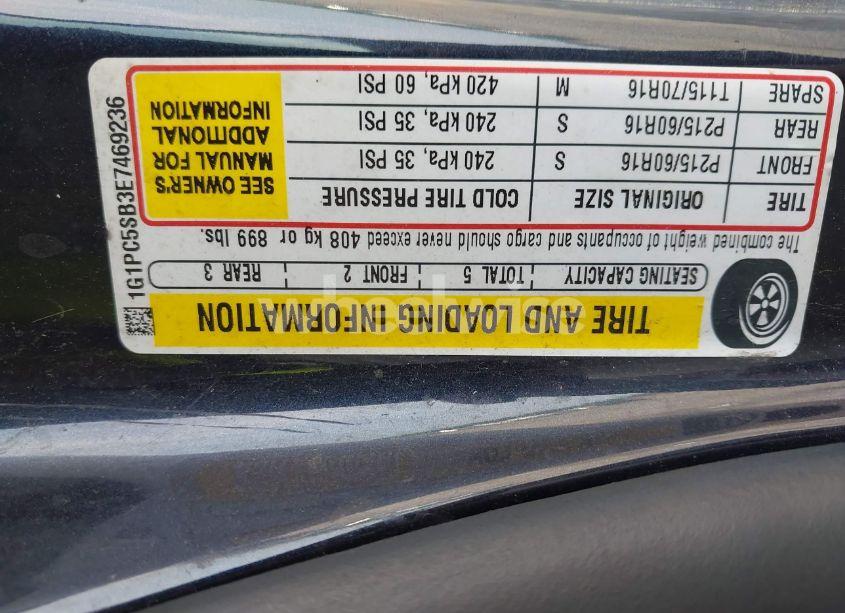 TIRE AND LOADING INFORMATION
SEATING CAPACITY TOTAL 5 FRONT 2 REAR 3
The combined weight of occupants and cargo should never exceed 408 kg or 899 lbs.
TIRE ORIGINAL SIZE COLD TIRE PRESSURE
FRONT P215/60R16 S 240 kPa, 35 PSI
REAR P215/60R16 S 240 kPa, 35 PSI
SPARE T115/70R16 M 420 kPa, 60 PSI
SEE OWNER'S
MANUAL FOR
ADDITIONAL
INFORMATION
1G1PC5SB3E7469236